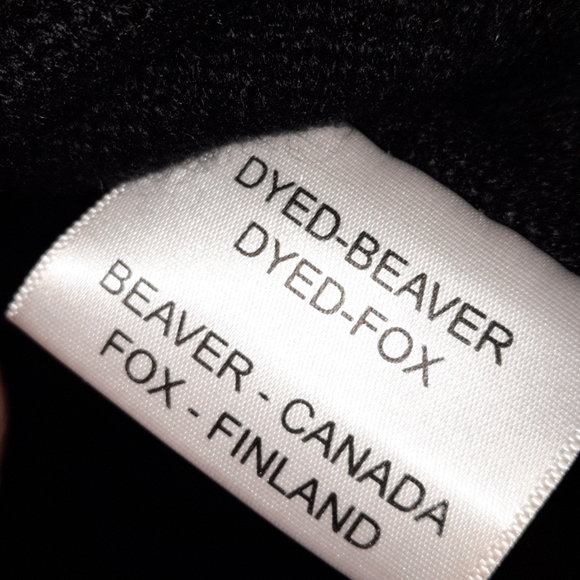 DYED-BEAVER
DYED-FOX
BEAVER - CANADA
FOX - FINLAND